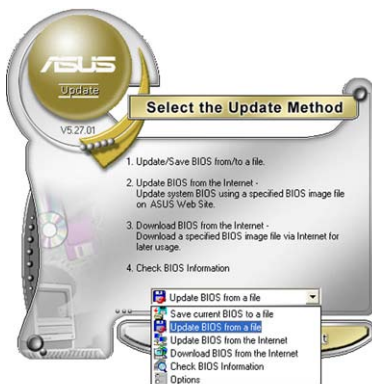 ASUS
Update
V5.27.01
Select the Update Method
1. Update/Save BIOS from/to a file.
2. Update BIOS from the Internet -
Update system BIOS using a specified BIOS image file
on ASUS Web Site.
3. Download BIOS from the Internet -
Download a specified BIOS image file via Internet for
later usage.
4. Check BIOS Information
Update BIOS from a file
Save current BIOS to a file
Update BIOS from a file
Update BIOS from the Internet
Download BIOS from the Internet
Check BIOS Information
Options